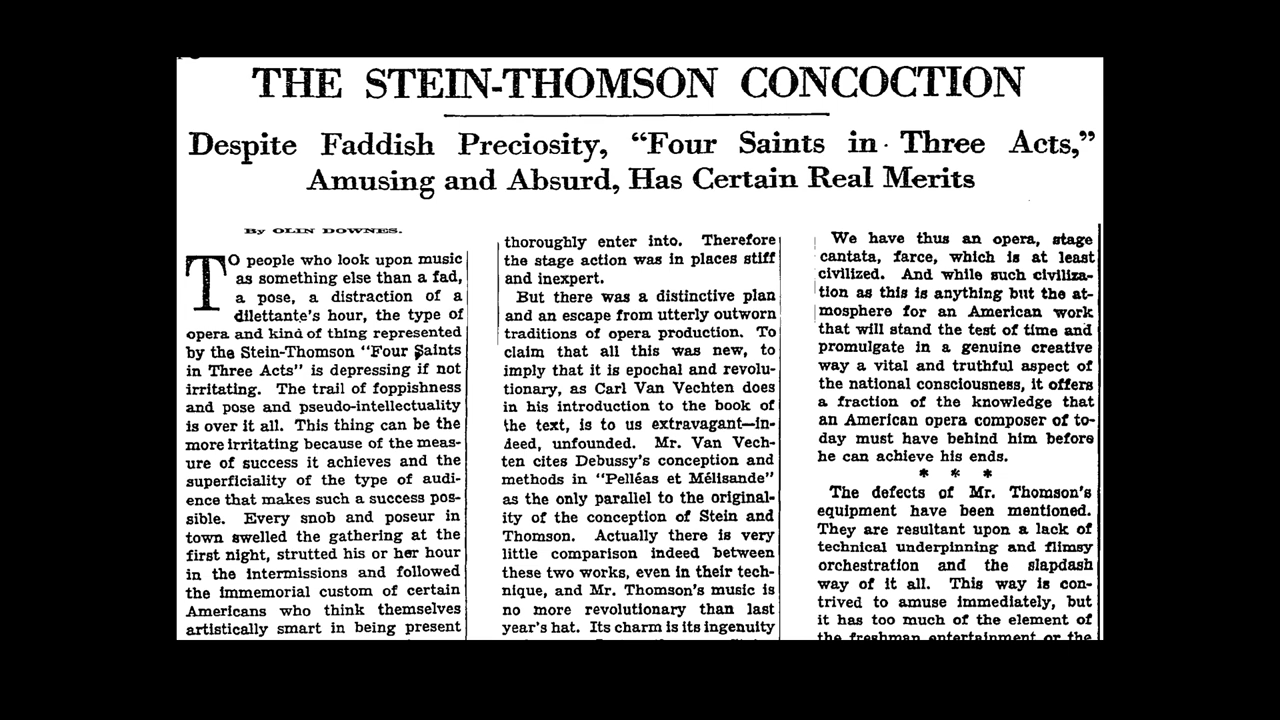 THE STEIN-THOMSON CONCOCTION
Despite Faddish Preciosity, “Four Saints in Three Acts,”
Amusing and Absurd, Has Certain Real Merits
By OLIN DOWNES.
TO people who look upon music
as something else than a fad,
a pose, a distraction of a
dilettante's hour, the type of
opera and kind of thing represented
by the Stein-Thomson “Four Saints
in Three Acts” is depressing if not
irritating. The trail of foppishness
and pose and pseudo-intellectuality
is over it all. This thing can be the
more irritating because of the meas-
ure of success it achieves and the
superficiality of the type of audi-
ence that makes such a success pos-
sible. Every snob and poseur in
town swelled the gathering at the
first night, strutted his or her hour
in the intermissions and followed
the immemorial custom of certain
Americans who think themselves
artistically smart in being present
thoroughly enter into. Therefore
the stage action was in places stiff
and inexpert.
But there was a distinctive plan
and an escape from utterly outworn
traditions of opera production. To
claim that all this was new, to
imply that it is epochal and revolu-
tionary, as Carl Van Vechten does
in his introduction to the book of
the text, is to us extravagant—in-
deed, unfounded. Mr. Van Vech-
ten cites Debussy's conception and
methods in “Pelléas et Mélisande”
as the only parallel to the original-
ity of the conception of Stein and
Thomson. Actually there is very
little comparison indeed between
these two works, even in their tech-
nique, and Mr. Thomson's music is
no more revolutionary than last
year's hat. Its charm is its ingenuity
We have thus an opera, stage
cantata, farce, which is at least
civilized. And while such civiliza-
tion as this is anything but the at-
mosphere for an American work
that will stand the test of time and
promulgate in a genuine creative
way a vital and truthful aspect of
the national consciousness, it offers
a fraction of the knowledge that
an American opera composer of to-
day must have behind him before
he can achieve his ends.
* * *
The defects of Mr. Thomson's
equipment have been mentioned.
They are resultant upon a lack of
technical underpinning and flimsy
orchestration and the slapdash
way of it all. This way is con-
trived to amuse immediately, but
it has too much of the element of
the freshman entertainment or the